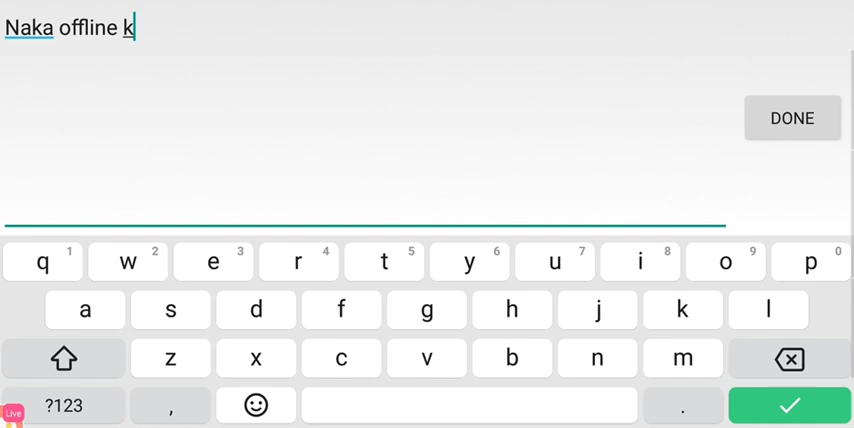 Naka offline k
DONE
q 1 w 2 e 3 r 4 t 5 y 6 u 7 i 8 o 9 p 0
a s d f g h j k l
z x c v b n m
?123 , .
Live